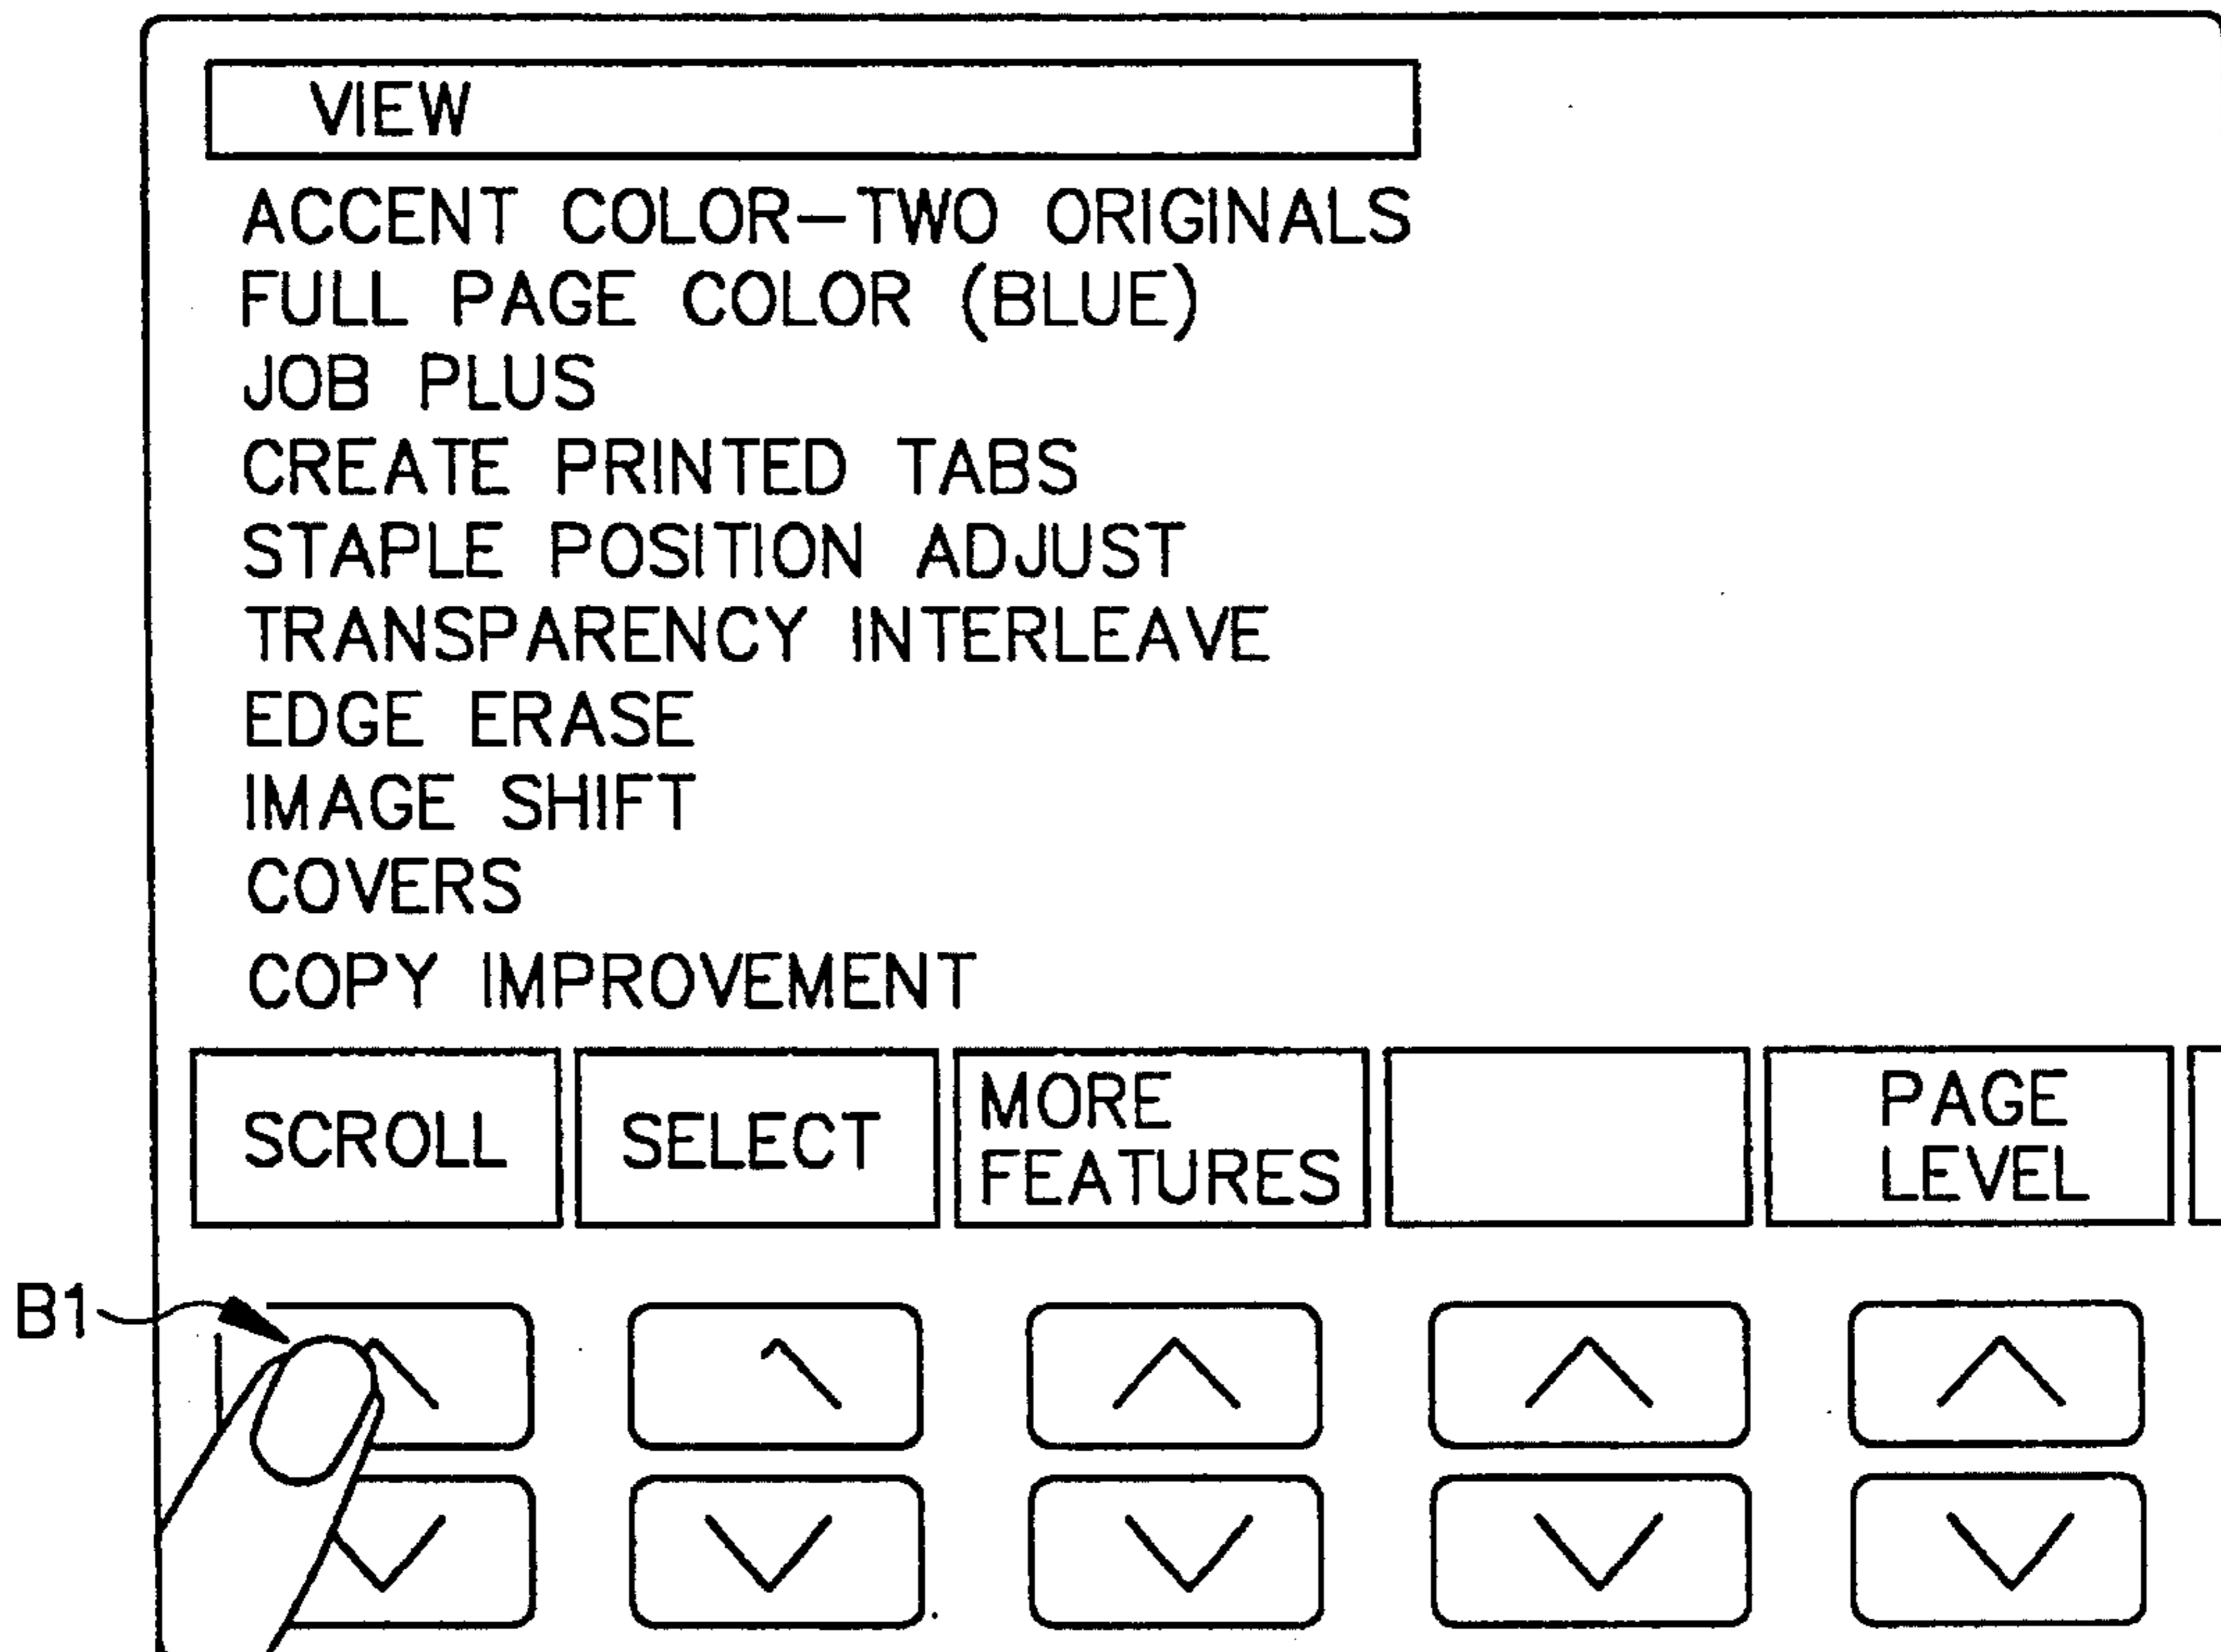 VIEW
ACCENT COLOR—TWO ORIGINALS
FULL PAGE COLOR (BLUE)
JOB PLUS
CREATE PRINTED TABS
STAPLE POSITION ADJUST
TRANSPARENCY INTERLEAVE
EDGE ERASE
IMAGE SHIFT
COVERS
COPY IMPROVEMENT
SCROLL
SELECT
MORE
FEATURES
PAGE
LEVEL
B1